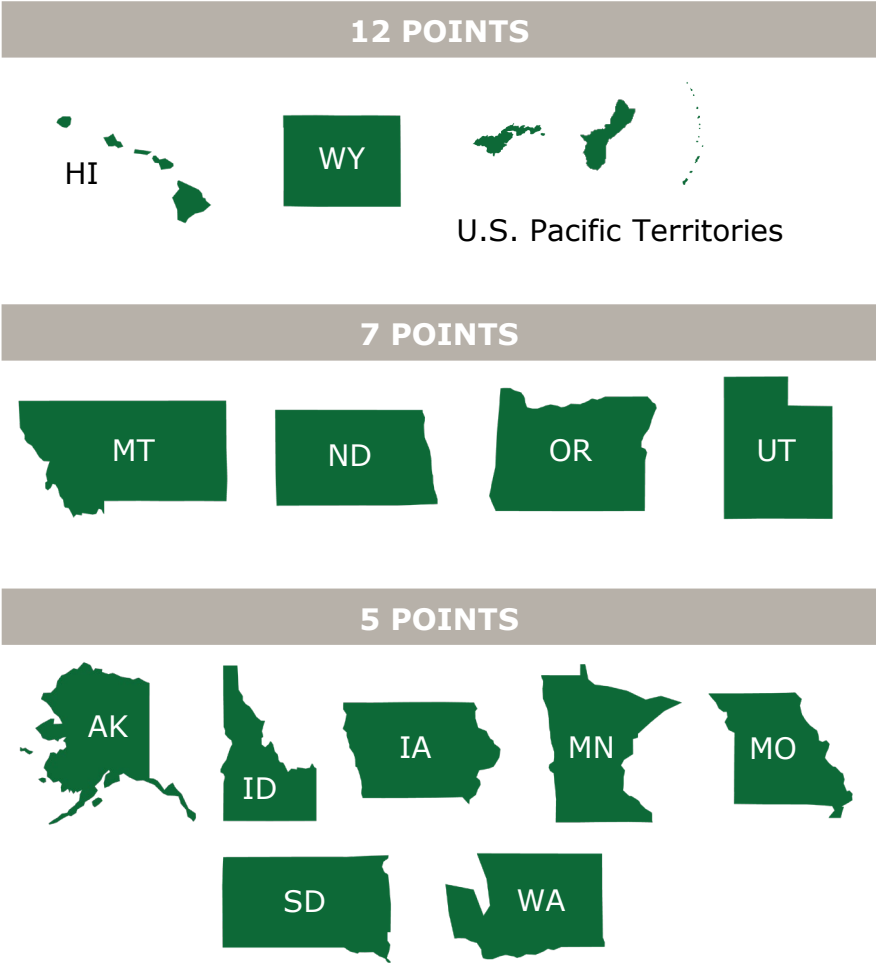 12 POINTS
HI
WY
U.S. Pacific Territories
7 POINTS
MT
ND
OR
UT
5 POINTS
AK
ID
IA
MN
MO
SD
WA